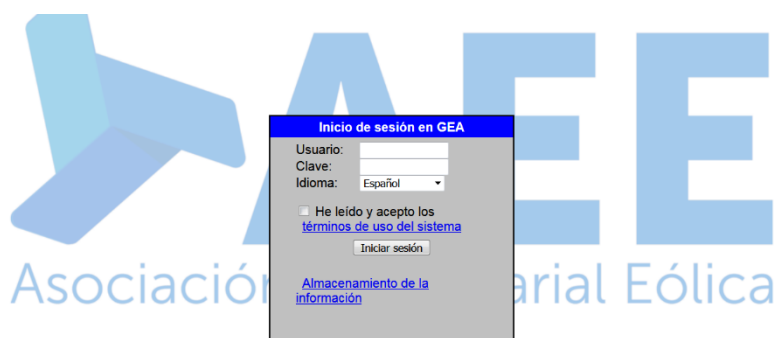 AEE
Inicio de sesión en GEA
Usuario:
Clave:
Idioma: Español
He leído y acepto los
términos de uso del sistema
Iniciar sesión
Almacenamiento de la
información
Asociación arial Eólica